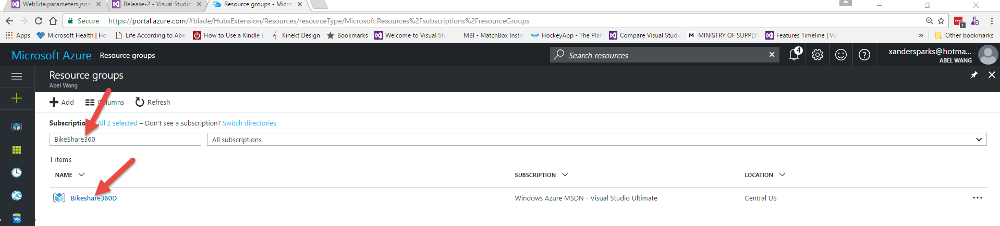 WebSite.parameters.json
Release-2 - Visual Studio
Resource groups - Micro
Secure
https://portal.azure.com/#blade/HubsExtension/Resources/resourceType/Microsoft.Resources%2Fsubscriptions%2FresourceGroups
1
Apps Microsoft Health | Ho Life According to Abe How to Use a Kindle Kinekt Design Bookmarks Welcome to Visual Stu MBI - MatchBox Instru HockeyApp - The Plat Compare Visual Studi M MINISTRY OF SUPPLY Features Timeline | Vis » Other bookmarks
Microsoft Azure Resource groups
Search resources
4
xandersparks@hotma...
ABEL WANG
Resource groups
Abel Wang
Add Columns Refresh
Subscription All 2 selected – Don't see a subscription? Switch directories
BikeShare360
All subscriptions
1 items
NAME SUBSCRIPTION LOCATION
Bikeshare360D Windows Azure MSDN - Visual Studio Ultimate Central US